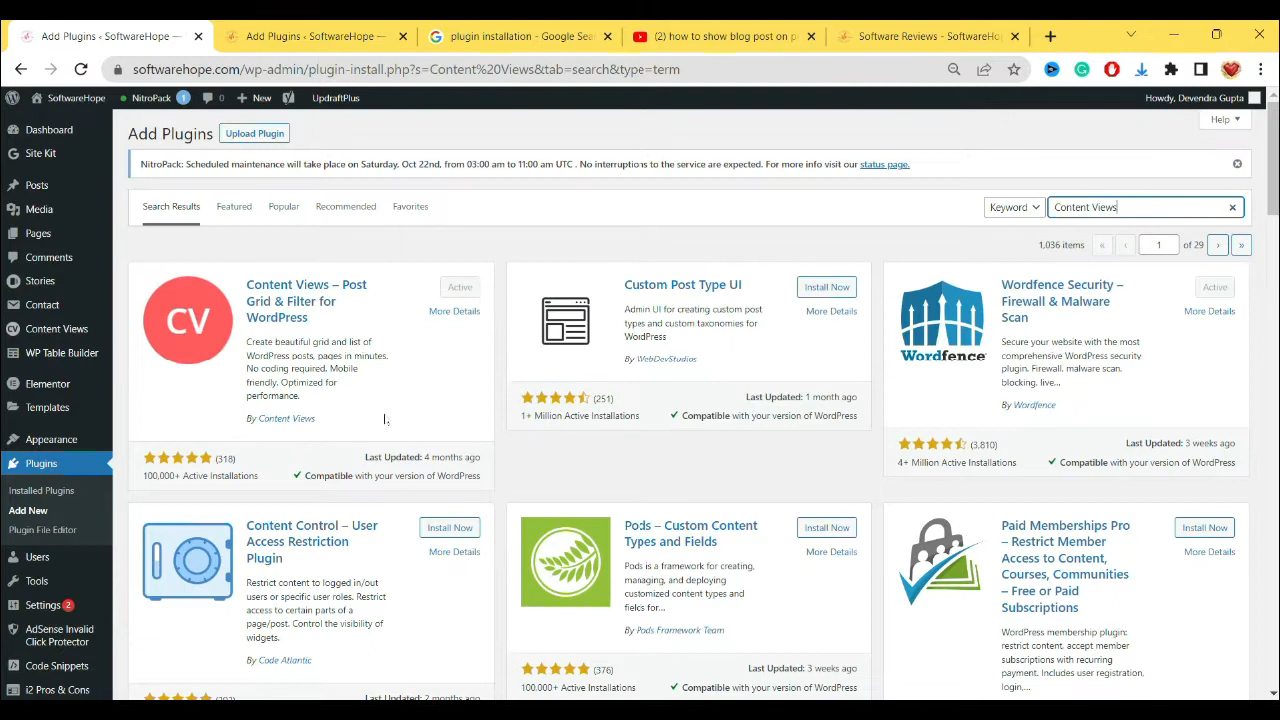 Add Plugins ‹ SoftwareHope —
Add Plugins ‹ SoftwareHope —
plugin installation - Google Sea
(2) how to show blog post on p
Software Reviews - SoftwareHo
softwarehope.com/wp-admin/plugin-install.php?s=Content%20Views&tab=search&type=term
SoftwareHope
NitroPack 1
0
New
UpdraftPlus
Howdy, Devendra Gupta
Dashboard
Site Kit
Posts
Media
Pages
Comments
Stories
Contact
Content Views
WP Table Builder
Elementor
Templates
Appearance
Plugins
Installed Plugins
Add New
Plugin File Editor
Users
Tools
Settings 2
AdSense Invalid
Click Protector
Code Snippets
i2 Pros & Cons
Add Plugins
Upload Plugin
Help
NitroPack: Scheduled maintenance will take place on Saturday, Oct 22nd, from 03:00 am to 11:00 am UTC . No interruptions to the service are expected. For more info visit our status page.
Search Results
Featured
Popular
Recommended
Favorites
Keyword
Content Views
1,036 items
«
‹
1
of 29
›
»
CV
Content Views – Post
Grid & Filter for
WordPress
Active
More Details
Create beautiful grid and list of
WordPress posts, pages in minutes.
No coding required. Mobile
friendly. Optimized for
performance.
By Content Views
(318)
Last Updated: 4 months ago
100,000+ Active Installations
Compatible with your version of WordPress
Custom Post Type UI
Install Now
More Details
Admin UI for creating custom post
types and custom taxonomies for
WordPress
By WebDevStudios
(251)
Last Updated: 1 month ago
1+ Million Active Installations
Compatible with your version of WordPress
Wordfence
Wordfence Security –
Firewall & Malware
Scan
Active
More Details
Secure your website with the most
comprehensive WordPress security
plugin. Firewall, malware scan,
blocking, live...
By Wordfence
(3,810)
Last Updated: 3 weeks ago
4+ Million Active Installations
Compatible with your version of WordPress
Content Control – User
Access Restriction
Plugin
Install Now
More Details
Restrict content to logged in/out
users or specific user roles. Restrict
access to certain parts of a
page/post. Control the visibility of
widgets.
By Code Atlantic
Last Updated: 2 months ago
Pods – Custom Content
Types and Fields
Install Now
More Details
Pods is a framework for creating,
managing, and deploying
customized content types and
fields for...
By Pods Framework Team
(376)
Last Updated: 3 weeks ago
100,000+ Active Installations
Compatible with your version of WordPress
Paid Memberships Pro
– Restrict Member
Access to Content,
Courses, Communities
– Free or Paid
Subscriptions
Install Now
More Details
WordPress membership plugin:
restrict content, accept member
subscriptions with recurring
payment. Includes user registration,
login,...